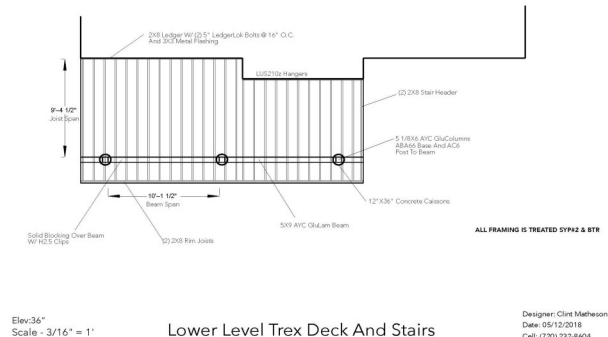 2X8 Ledger W/ (2) 5" LedgerLok Bolts @ 16" O.C.
And 3X3 Metal Flashing
LUS210z Hangers
(2) 2X8 Stair Header
9'-4 1/2"
Joist Span
5 1/8X6 AYC GluColumns
ABA66 Base And AC6
Post To Beam
10'-1 1/2"
Beam Span
12"X36" Concrete Caissons
5X9 AYC GluLam Beam
Solid Blocking Over Beam
W/ H2.5 Clips
(2) 2X8 Rim Joists
ALL FRAMING IS TREATED SYP#2 & BTR
Elev:36"
Scale - 3/16" = 1'
Lower Level Trex Deck And Stairs
Designer: Clint Matheson
Date: 05/12/2018
Cell: (720) 232-8604